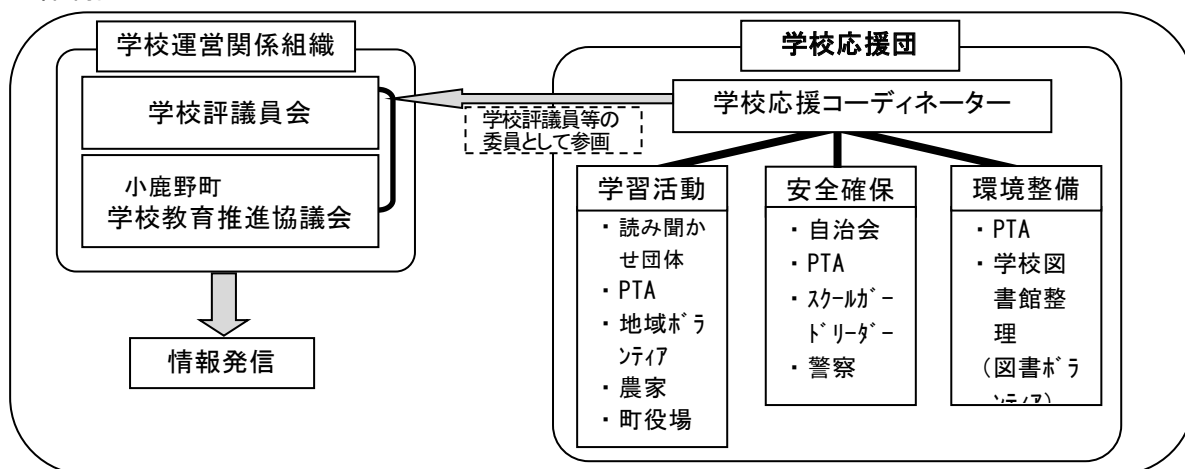 学校運営関係組織
学校評議員会
小鹿野町
学校教育推進協議会
情報発信
学校評議員等の
委員として参画
学校応援団
学校応援コーディネーター
学習活動
・読み聞か
せ団体
・PTA
・地域ﾎﾞﾗ
ﾝﾃｨｱ
・農家
・町役場
安全確保
・自治会
・PTA
・ｽｸｰﾙｶﾞｰ
ﾄﾞﾘｰﾀﾞｰ
・警察
環境整備
・PTA
・学校図
書館整
理
(図書ﾎﾞﾗ
ﾝﾃｨｱ)